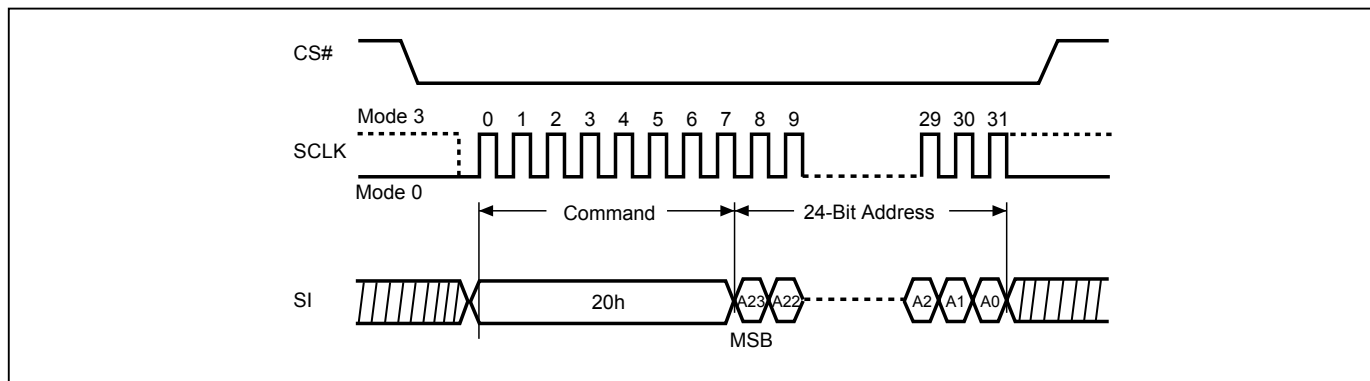 CS#
Mode 3
0 1 2 3 4 5 6 7 8 9 29 30 31
SCLK
Mode 0
Command 24-Bit Address
SI 20h A23 A22 A2 A1 A0
MSB